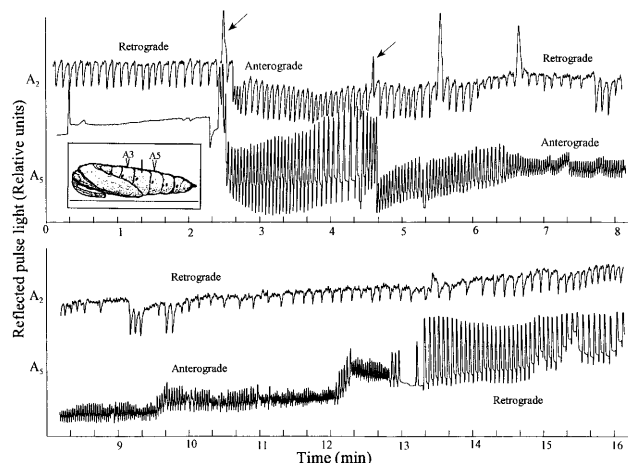 Reflected pulse light (Relative units)
Retrograde Anterograde Retrograde
A2
A3 A5
A5
Anterograde
0 1 2 3 4 5 6 7 8
Retrograde
A2
A5
Anterograde
Retrograde
9 10 11 12 13 14 15 16
Time (min)